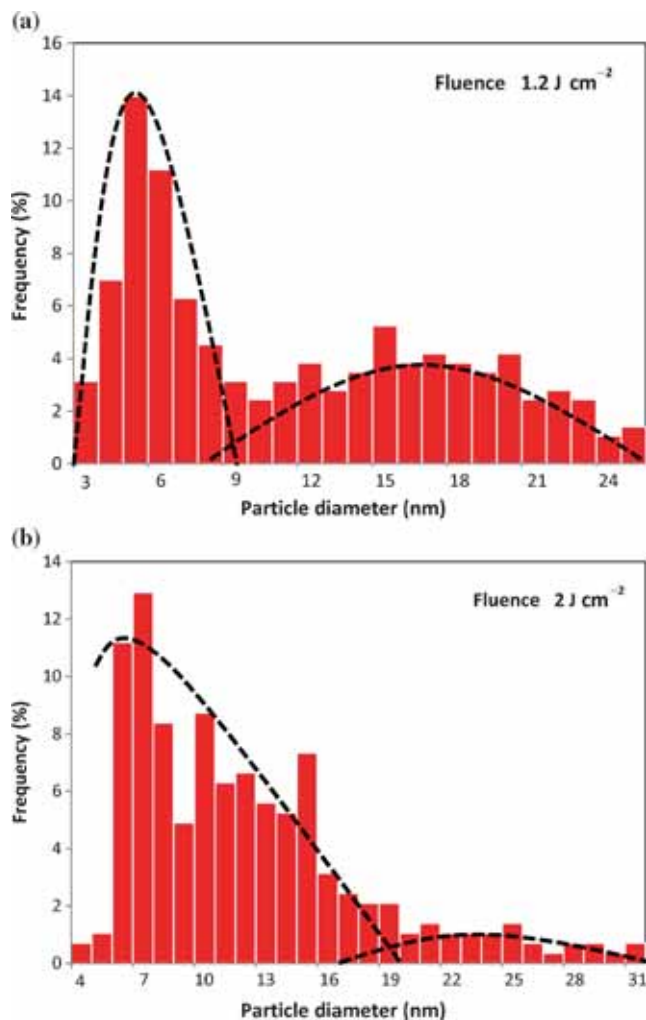 (a)
16
Fluence 1.2 J cm⁻²
14
12
10
8
6
4
2
0
Frequency (%)
3 6 9 12 15 18 21 24
Particle diameter (nm)
(b)
14
Fluence 2 J cm⁻²
12
10
8
6
4
2
0
Frequency (%)
4 7 10 13 16 19 22 25 28 31
Particle diameter (nm)